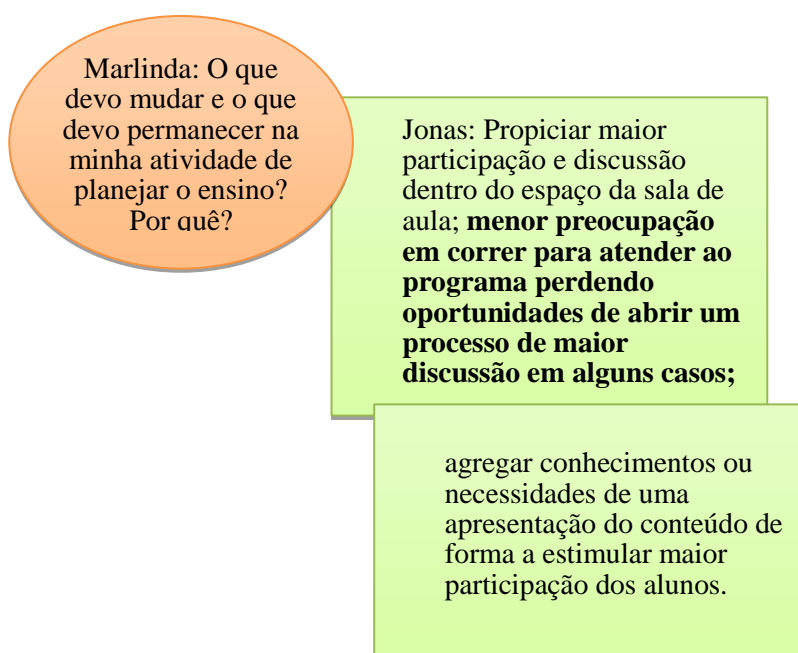 Marlinda: O que
devo mudar e o que
devo permanecer na
minha atividade de
planejar o ensino?
Por quê?
Jonas: Propiciar maior
participação e discussão
dentro do espaço da sala de
aula; menor preocupação
em correr para atender ao
programa perdendo
oportunidades de abrir um
processo de maior
discussão em alguns casos;
agregar conhecimentos ou
necessidades de uma
apresentação do conteúdo de
forma a estimular maior
participação dos alunos.